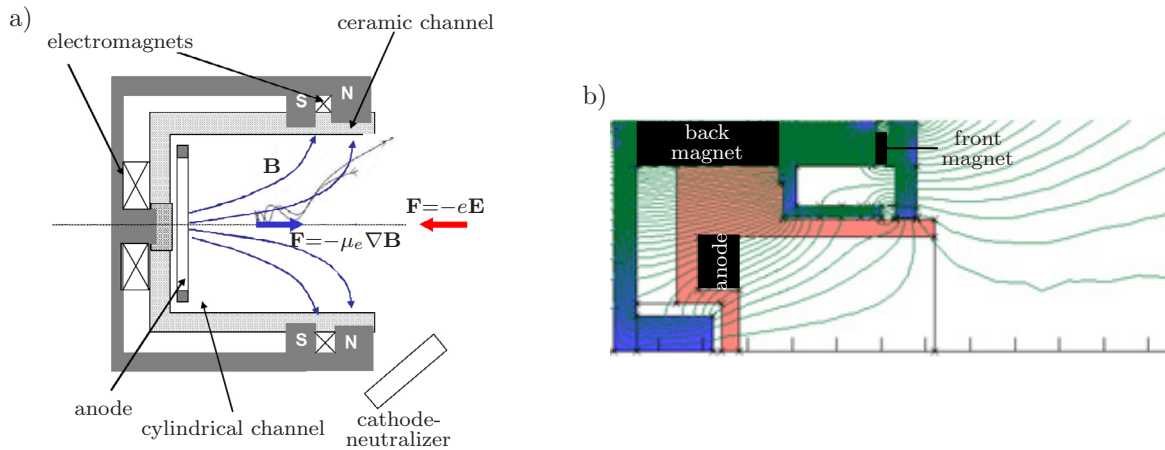 a)
electromagnets
ceramic channel
S
N
B
F=−eE
F=−μₑ∇B
S
N
anode
cylindrical channel
cathode-
neutralizer
b)
back
magnet
front
magnet
anode